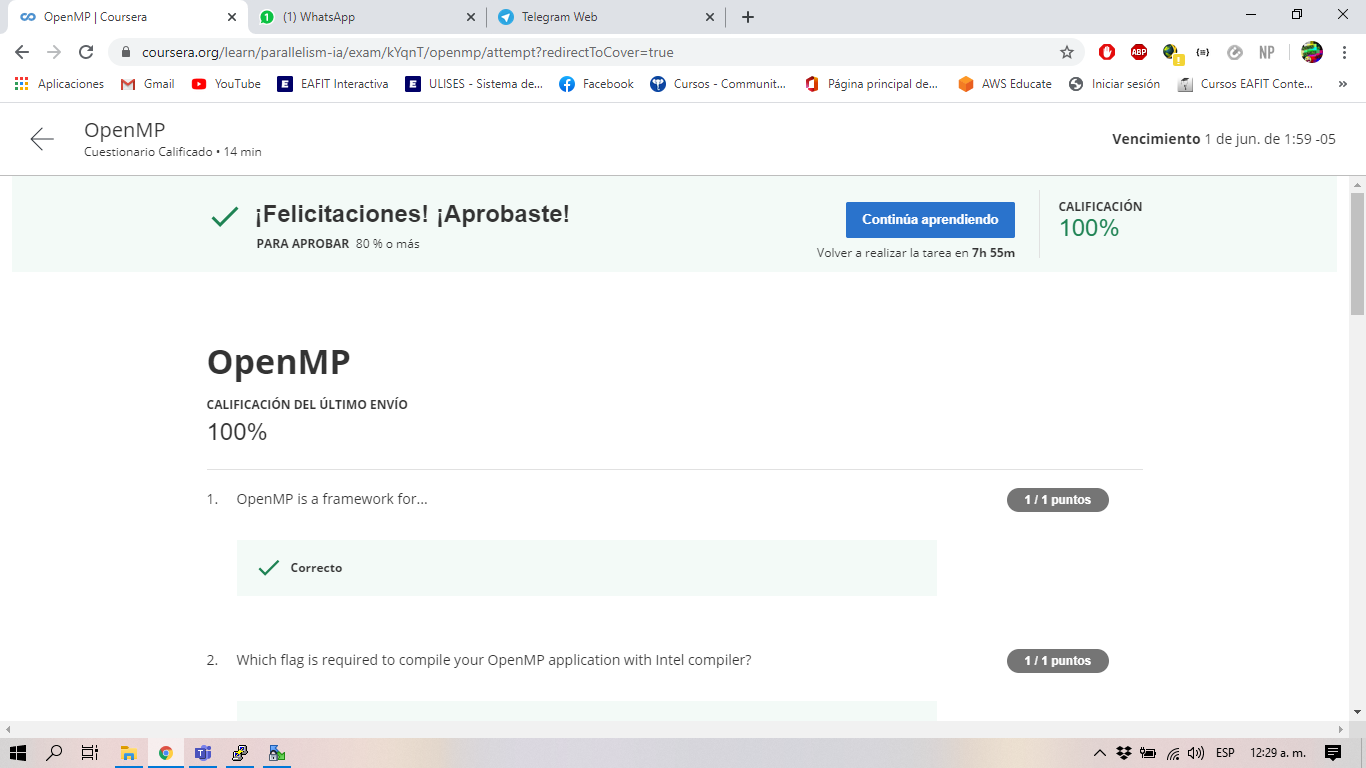 OpenMP | Coursera
(1) WhatsApp
Telegram Web
coursera.org/learn/parallelism-ia/exam/kYqnT/openmp/attempt?redirectToCover=true
ABP
NP
Aplicaciones
Gmail
YouTube
EAFIT Interactiva
ULISES - Sistema de...
Facebook
Cursos - Communit...
Página principal de...
AWS Educate
Iniciar sesión
Cursos EAFIT Conte...
OpenMP
Cuestionario Calificado • 14 min
Vencimiento 1 de jun. de 1:59 -05
¡Felicitaciones! ¡Aprobaste!
PARA APROBAR 80 % o más
Continúa aprendiendo
Volver a realizar la tarea en 7h 55m
CALIFICACIÓN
100%
OpenMP
CALIFICACIÓN DEL ÚLTIMO ENVÍO
100%
1. OpenMP is a framework for...
1 / 1 puntos
Correcto
2. Which flag is required to compile your OpenMP application with Intel compiler?
1 / 1 puntos
ESP
12:29 a. m.